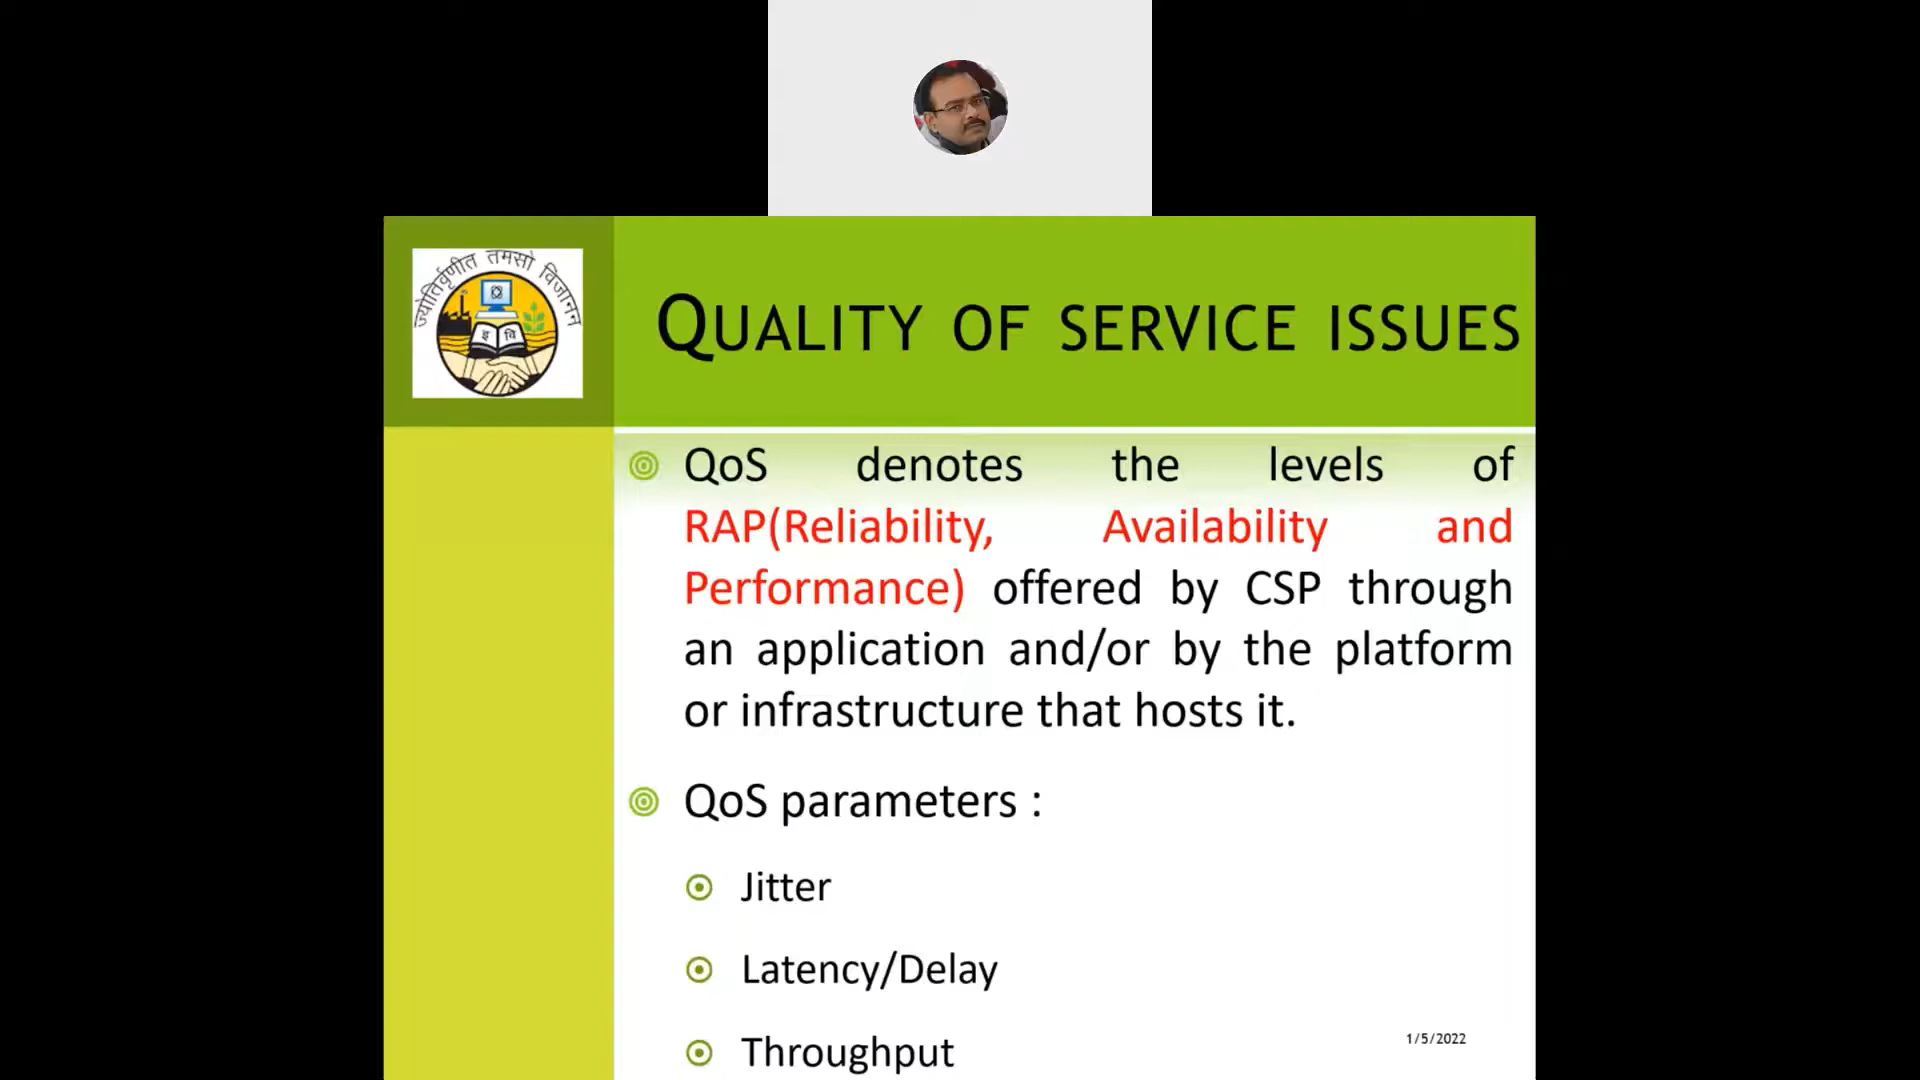 ज्योतिर्वृणीत तमसो विजानन
इ वि
QUALITY OF SERVICE ISSUES
QoS denotes the levels of
RAP(Reliability, Availability and
Performance) offered by CSP through
an application and/or by the platform
or infrastructure that hosts it.
QoS parameters :
Jitter
Latency/Delay
Throughput
1/5/2022